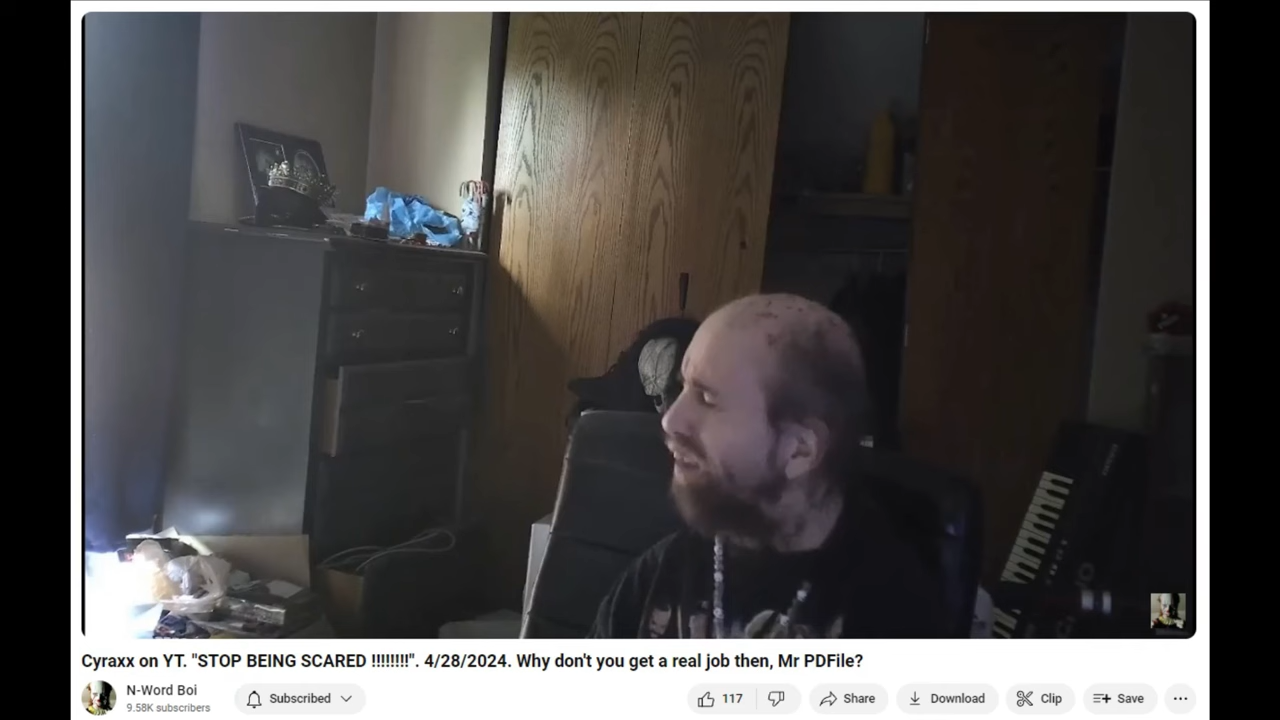 Cyraxx on YT. "STOP BEING SCARED !!!!!!!!". 4/28/2024. Why don't you get a real job then, Mr PDFile?
N-Word Boi
Subscribed
117
Share
Download
Clip
Save
9.58K subscribers